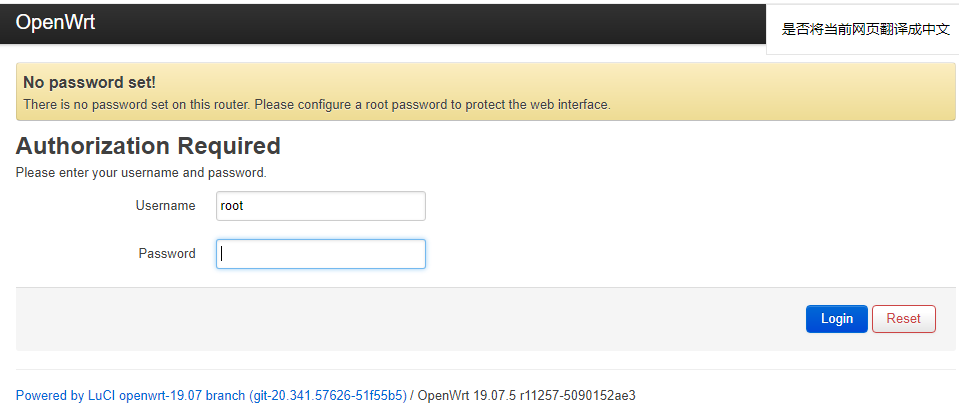 OpenWrt
是否将当前网页翻译成中文
No password set!
There is no password set on this router. Please configure a root password to protect the web interface.
Authorization Required
Please enter your username and password.
Username root
Password
Login Reset
Powered by LuCI openwrt-19.07 branch (git-20.341.57626-51f55b5) / OpenWrt 19.07.5 r11257-5090152ae3